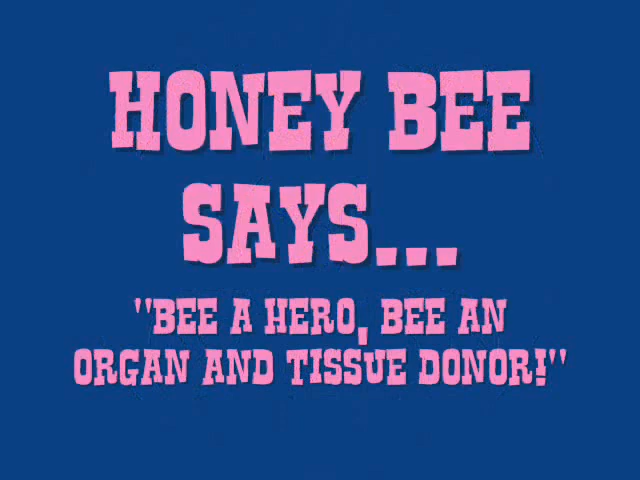 HONEY BEE
SAYS...
"BEE A HERO, BEE AN
ORGAN AND TISSUE DONOR!"